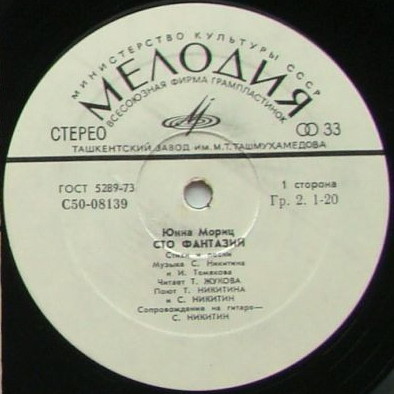 МИНИСТЕРСТВО КУЛЬТУРЫ СССР
МЕЛОДИЯ
ВСЕСОЮЗНАЯ ФИРМА ГРАМПЛАСТИНОК
СТЕРЕО
33
ТАШКЕНТСКИЙ ЗАВОД ИМ. М.Т. ТАШМУХАМЕДОВА
ГОСТ 5289-73
1 сторона
С50-08139
Гр. 2. 1-20
Юнна Мориц
СТО ФАНТАЗИЙ
Стихи и песни
Музыка С. Никитина
и И. Томакова
Читает Т. ЖУКОВА
Поют Т. НИКИТИНА
и С. НИКИТИН
Сопровождение на гитаре—
С. НИКИТИН